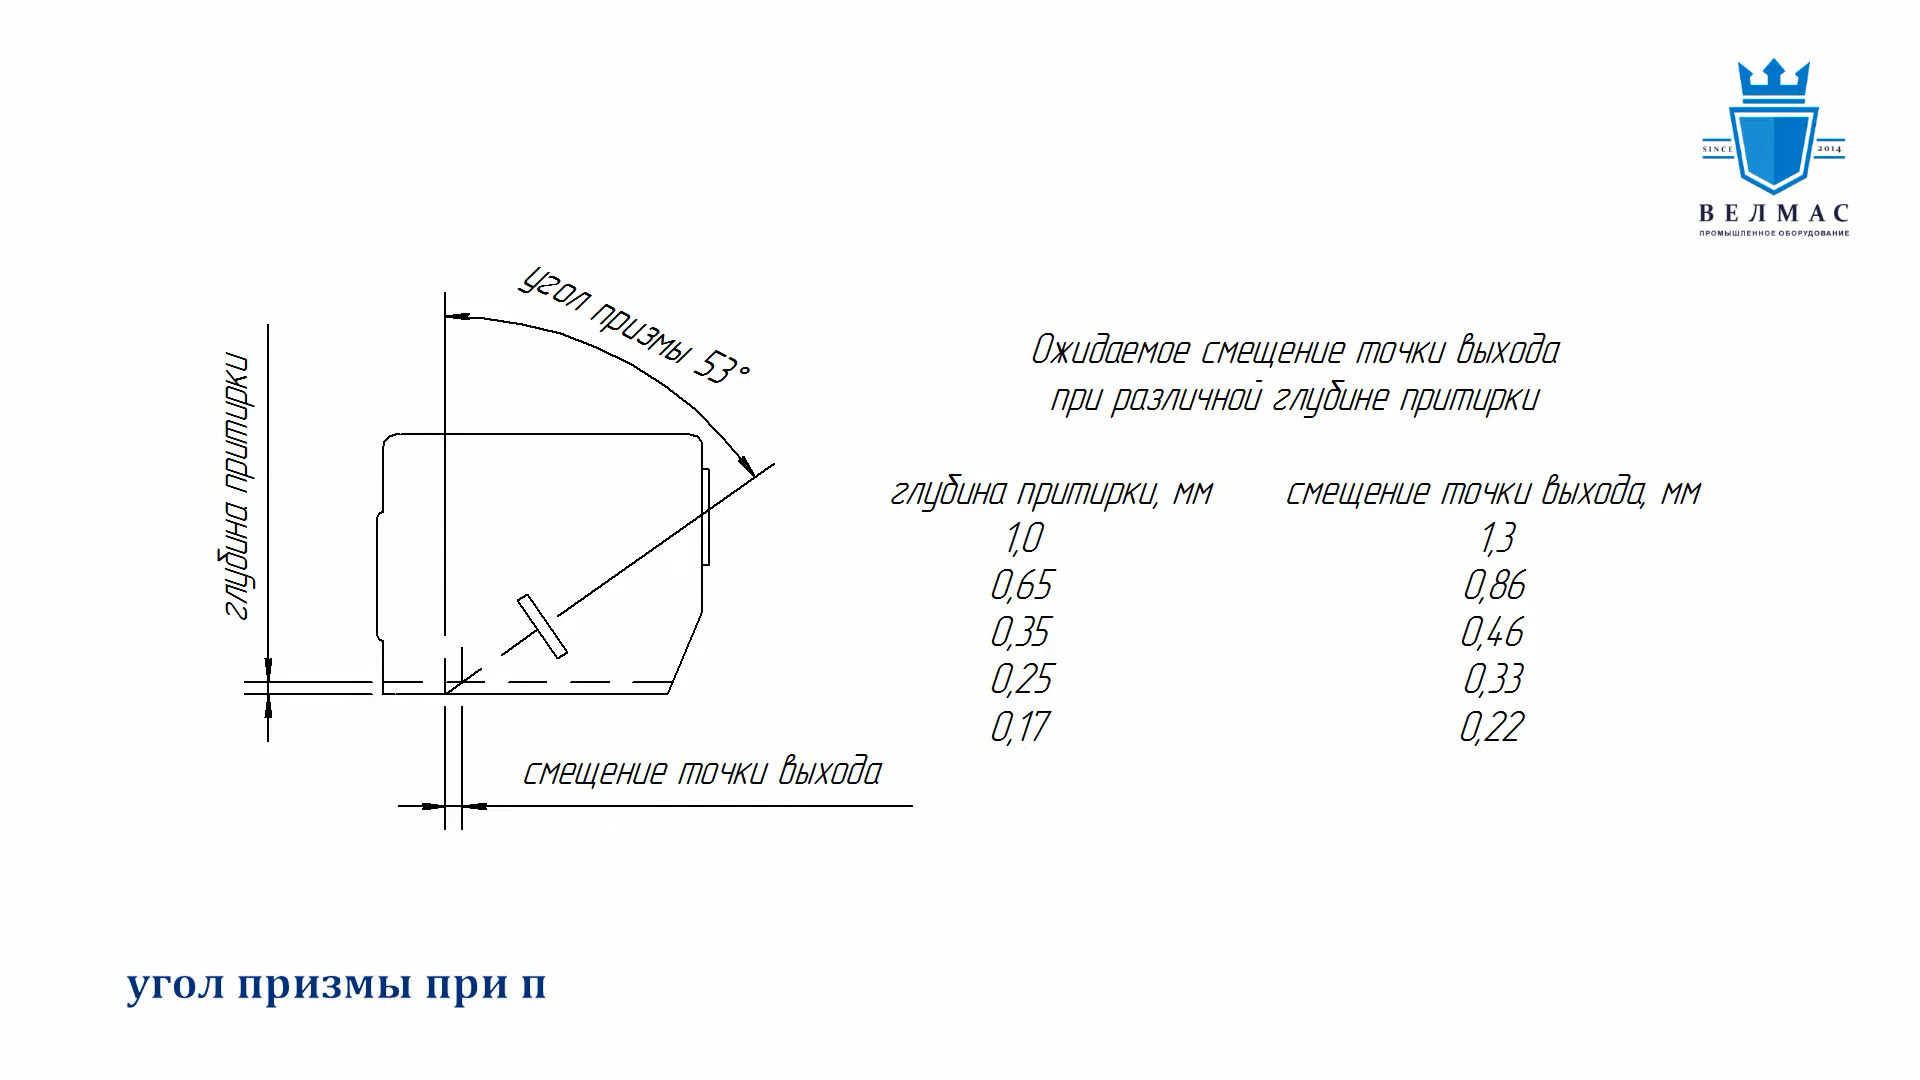 SINCE 2014
ВЕЛМАС
ПРОМЫШЛЕННОЕ ОБОРУДОВАНИЕ
угол призмы 53°
глубина притирки
смещение точки выхода
Ожидаемое смещение точки выхода
при различной глубине притирки
глубина притирки, мм смещение точки выхода, мм
1,0 1,3
0,65 0,86
0,35 0,46
0,25 0,33
0,17 0,22
угол призмы при п